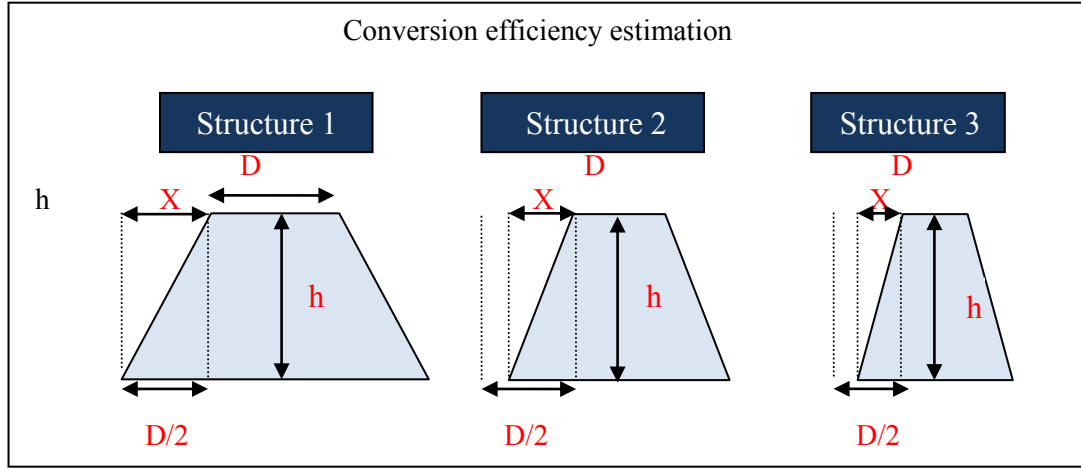 Conversion efficiency estimation
Structure 1 Structure 2 Structure 3
D D D
h X X X
h h h
D/2 D/2 D/2